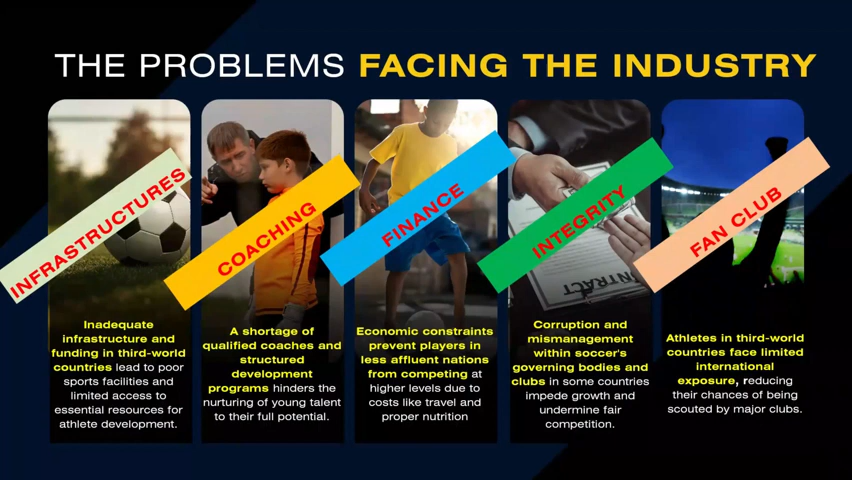 THE PROBLEMS FACING THE INDUSTRY
INFRASTRUCTURES
Inadequate
infrastructure and
funding in third-world
countries lead to poor
sports facilities and
limited access to
essential resources for
athlete development.
COACHING
A shortage of
qualified coaches and
structured
development
programs hinders the
nurturing of young talent
to their full potential.
FINANCE
Economic constraints
prevent players in
less affluent nations
from competing at
higher levels due to
costs like travel and
proper nutrition
INTEGRITY
CONTRACT
Corruption and
mismanagement
within soccer's
governing bodies and
clubs in some countries
impede growth and
undermine fair
competition.
FAN CLUB
Athletes in third-world
countries face limited
international
exposure, reducing
their chances of being
scouted by major clubs.